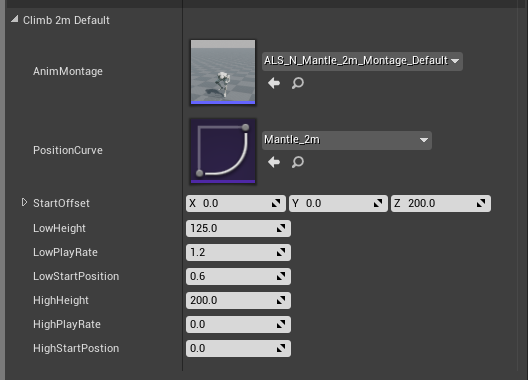 Climb 2m Default
AnimMontage
ALS_N_Mantle_2m_Montage_Default
PositionCurve
Mantle_2m
StartOffset X 0.0 Y 0.0 Z 200.0
LowHeight 125.0
LowPlayRate 1.2
LowStartPosition 0.6
HighHeight 200.0
HighPlayRate 0.0
HighStartPostion 0.0